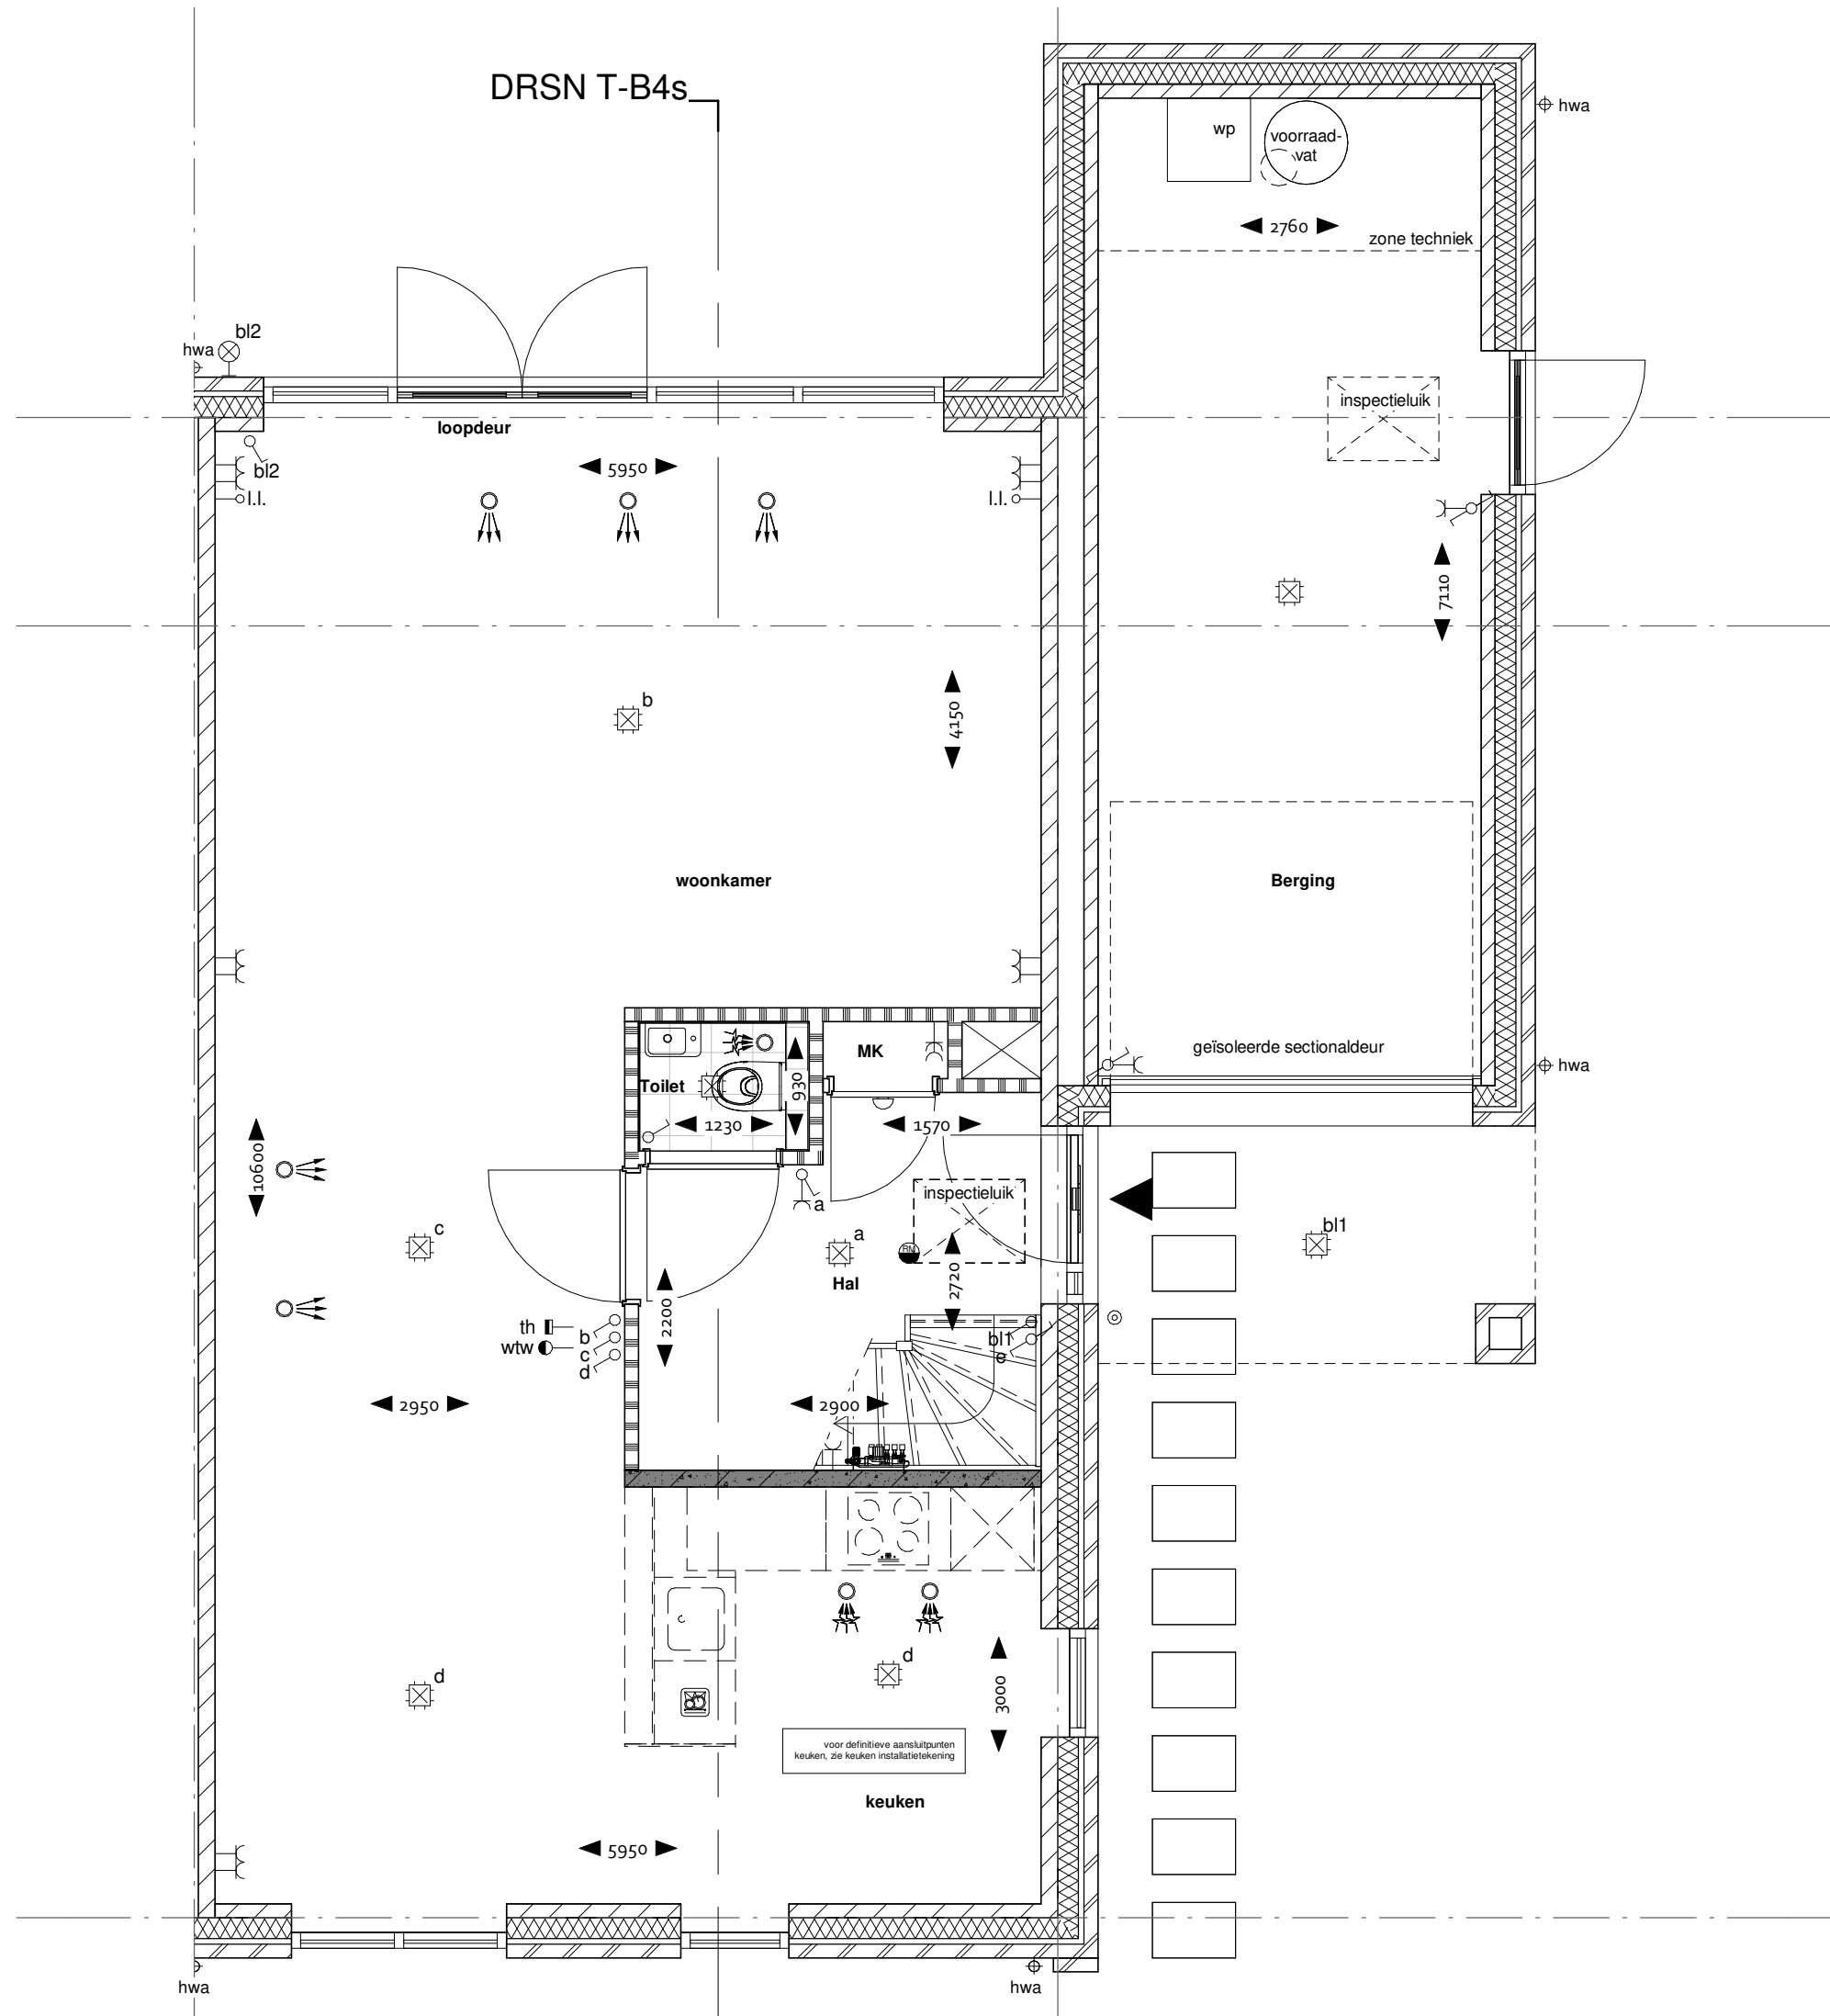 DRSN T-B4s
hwa
wp
voorraad-
vat
2760
zone techniek
bl2
hwa
inspectieluik
loopdeur
5950
bl2
l.l.
l.l.
7110
b
4150
woonkamer
Berging
geïsoleerde sectionaldeur
MK
hwa
Toilet
930
1230
1570
10600
inspectieluik
a
c
a
RM
bl1
Hal
2720
2200
th
b
wtw
c
d
bl1
e
2950
2900
d
d
3000
voor definitieve aansluitpunten
keuken, zie keuken installatietekening
keuken
5950
hwa
hwa